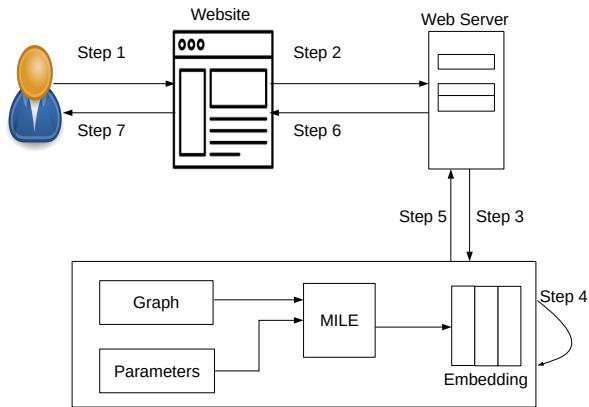 Website
Web Server
Step 1
Step 2
Step 7
Step 6
Step 5
Step 3
Graph
MILE
Step 4
Parameters
Embedding